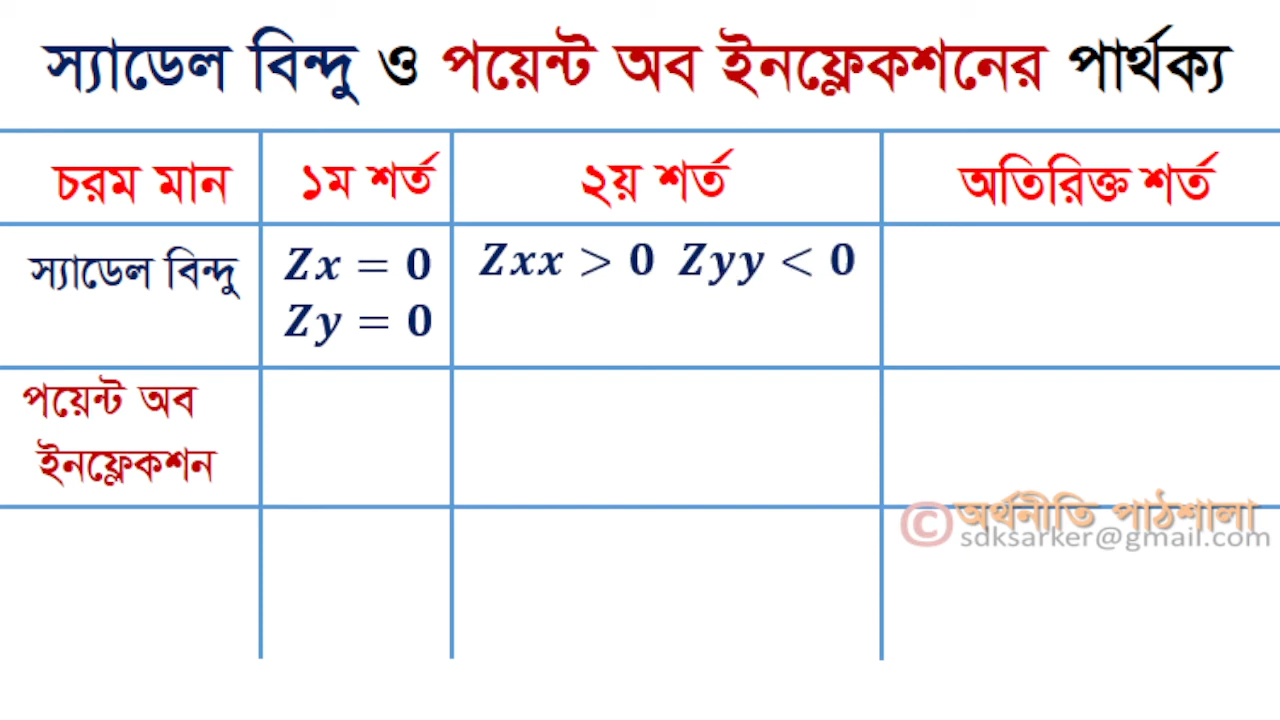 স্যাডেল বিন্দু ও পয়েন্ট অব ইনফ্লেকশনের পার্থক্য
চরম মান ১ম শর্ত ২য় শর্ত অতিরিক্ত শর্ত
স্যাডেল বিন্দু Zx = 0 Zxx > 0 Zyy < 0
Zy = 0
পয়েন্ট অব
ইনফ্লেকশন
© অর্থনীতি পাঠশালা
sdksarker@gmail.com